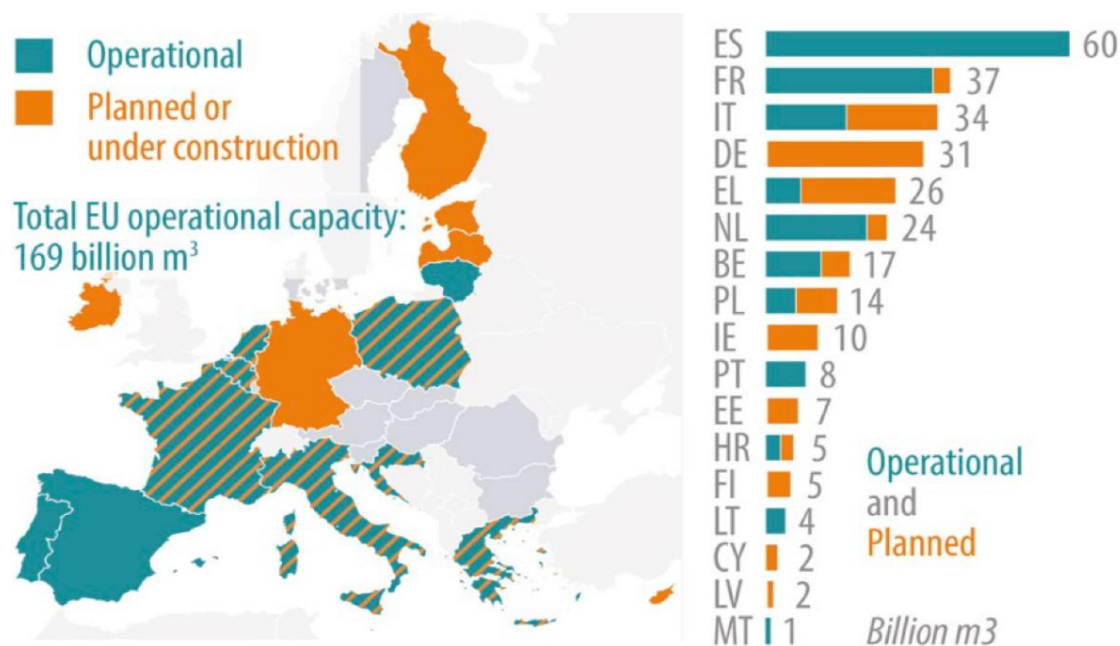 Operational
Planned or
under construction
Total EU operational capacity:
169 billion m³
ES 60
FR 37
IT 34
DE 31
EL 26
NL 24
BE 17
PL 14
IE 10
PT 8
EE 7
HR 5
FI 5
LT 4
CY 2
LV 2
MT 1
Operational
and
Planned
Billion m3